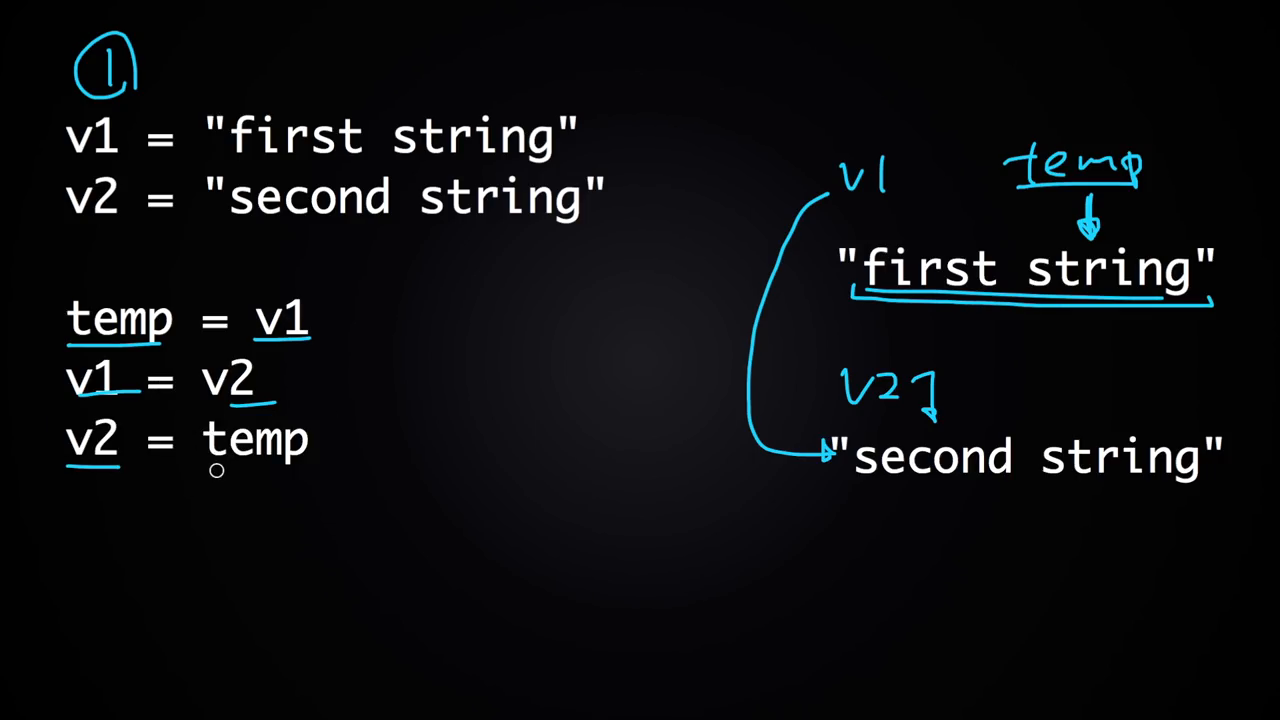 1
v1 = "first string"
v2 = "second string"
temp = v1
v1 = v2
v2 = temp
v1 temp
"first string"
v2
"second string"